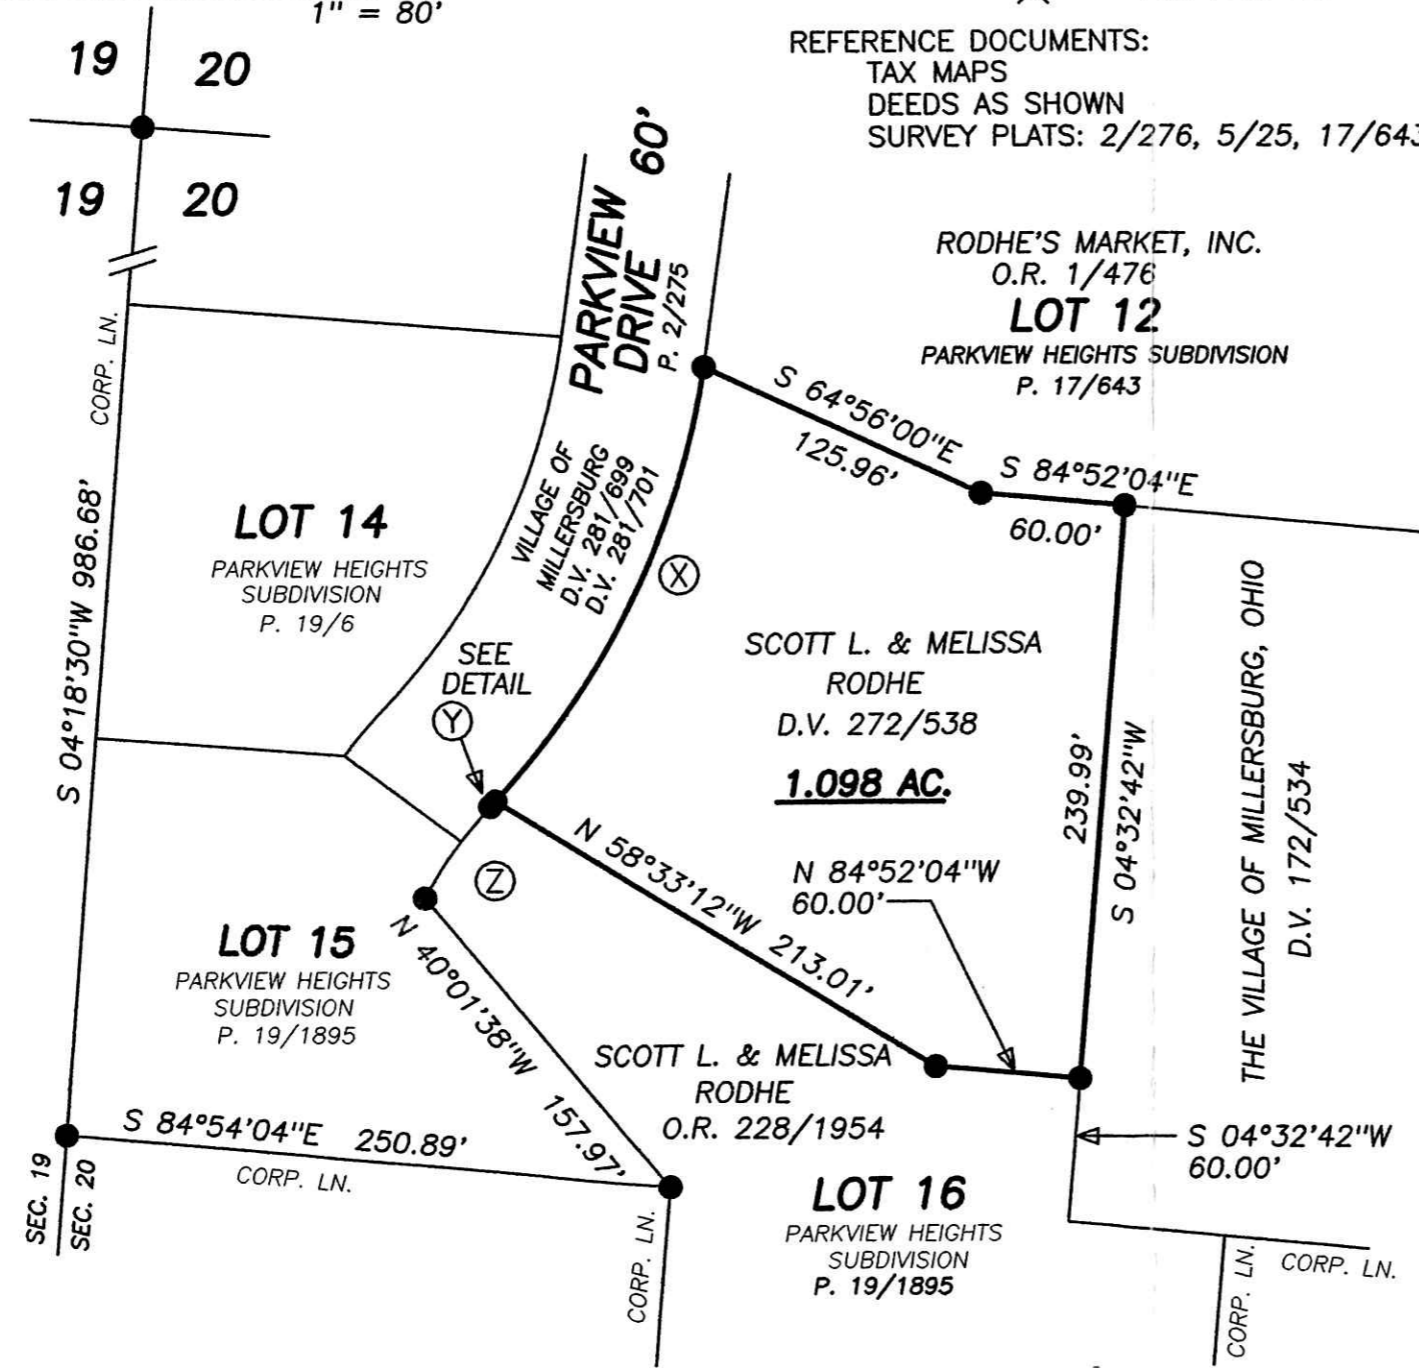 1" = 80'
19
20
19
20
REFERENCE DOCUMENTS:
TAX MAPS
DEEDS AS SHOWN
SURVEY PLATS: 2/276, 5/25, 17/643
PARKVIEW
DRIVE
60'
P. 2/275
RODHE'S MARKET, INC.
O.R. 1/476
LOT 12
PARKVIEW HEIGHTS SUBDIVISION
P. 17/643
CORP. LN.
S 04°18'30"W 986.68'
S 64°56'00"E
125.96'
S 84°52'04"E
60.00'
VILLAGE OF
MILLERSBURG
D.V. 281/699
D.V. 281/701
LOT 14
PARKVIEW HEIGHTS
SUBDIVISION
P. 19/6
X
SEE
DETAIL
Y
SCOTT L. & MELISSA
RODHE
D.V. 272/538
1.098 AC.
239.99'
S 04°32'42"W
THE VILLAGE OF MILLERSBURG, OHIO
D.V. 172/534
N 58°33'12"W 213.01'
N 84°52'04"W
60.00'
Z
LOT 15
PARKVIEW HEIGHTS
SUBDIVISION
P. 19/1895
N 40°01'38"W 157.97'
SCOTT L. & MELISSA
RODHE
O.R. 228/1954
S 84°54'04"E 250.89'
CORP. LN.
S 04°32'42"W
60.00'
SEC. 19
SEC. 20
LOT 16
PARKVIEW HEIGHTS
SUBDIVISION
P. 19/1895
CORP. LN.
CORP. LN.
CORP. LN.